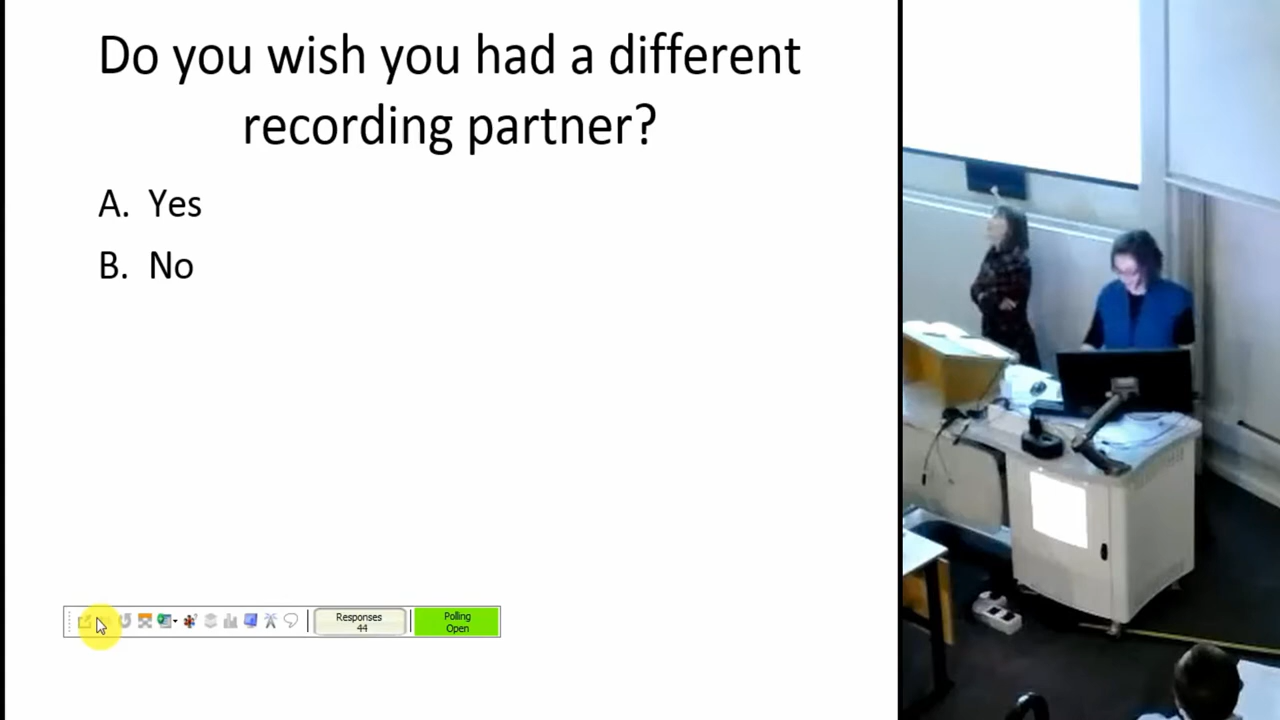 Do you wish you had a different
recording partner?
A. Yes
B. No
Responses
44
Polling
Open